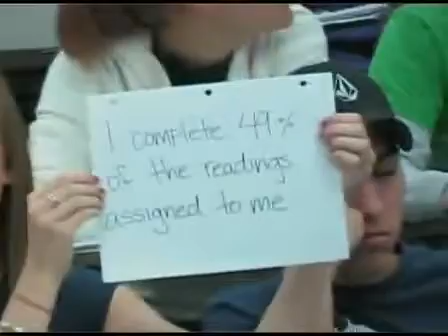 I complete 49%
of the readings
assigned to me